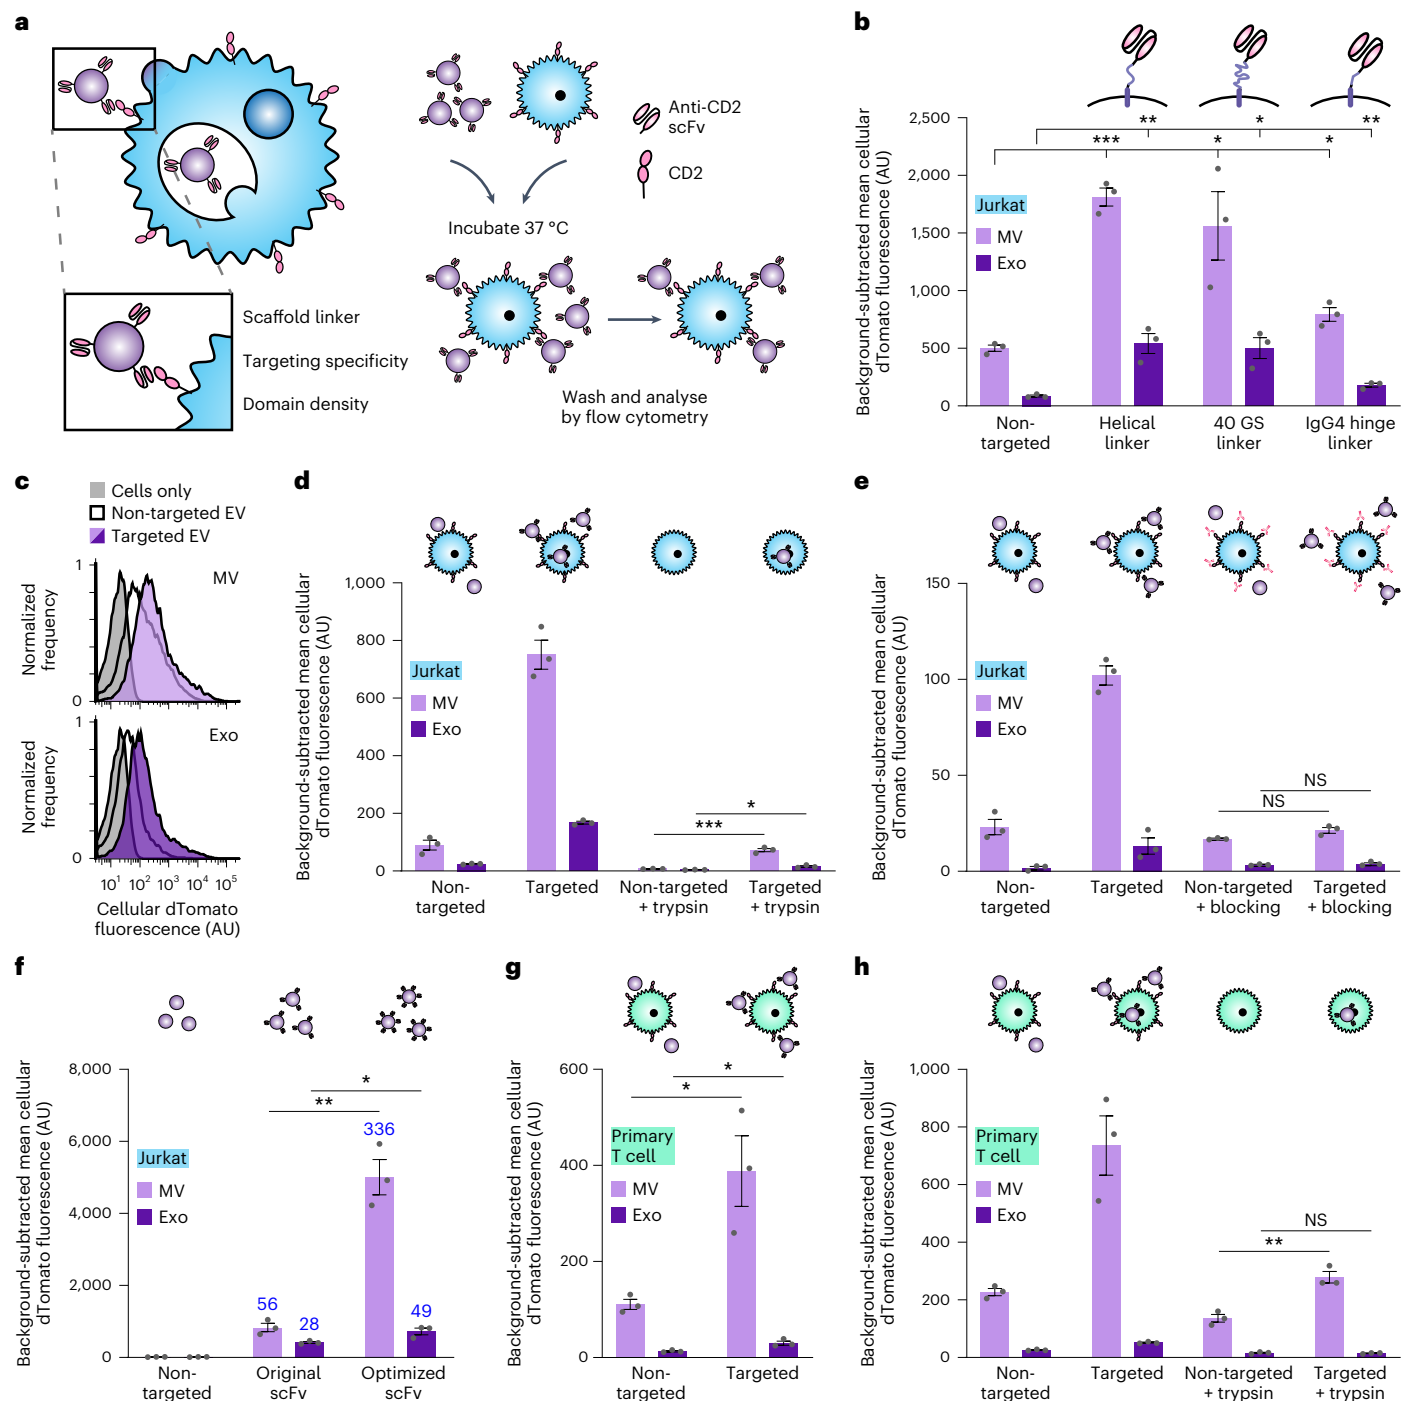 a
Anti-CD2
scFv
CD2
Incubate 37 °C
Scaffold linker
Targeting specificity
Domain density
Wash and analyse
by flow cytometry
b
Background-subtracted mean cellular
dTomato fluorescence (AU)
2,500
2,000
1,500
1,000
500
0
** * **
*** * *
Jurkat
MV
Exo
Non-
targeted
Helical
linker
40 GS
linker
IgG4 hinge
linker
c
Cells only
Non-targeted EV
Targeted EV
Normalized
frequency
1
0
MV
Normalized
frequency
1
0
Exo
10¹ 10² 10³ 10⁴ 10⁵
Cellular dTomato
fluorescence (AU)
d
Background-subtracted mean cellular
dTomato fluorescence (AU)
1,000
800
600
400
200
0
Jurkat
MV
Exo
*
***
Non-
targeted
Targeted
Non-targeted
+ trypsin
Targeted
+ trypsin
e
Background-subtracted mean cellular
dTomato fluorescence (AU)
150
100
50
0
Jurkat
MV
Exo
NS
NS
Non-
targeted
Targeted
Non-targeted
+ blocking
Targeted
+ blocking
f
Background-subtracted mean cellular
dTomato fluorescence (AU)
8,000
6,000
4,000
2,000
0
Jurkat
MV
Exo
*
**
336
56
28
49
Non-
targeted
Original
scFv
Optimized
scFv
g
Background-subtracted mean cellular
dTomato fluorescence (AU)
600
400
200
0
*
*
Primary
T cell
MV
Exo
Non-
targeted
Targeted
h
Background-subtracted mean cellular
dTomato fluorescence (AU)
1,000
800
600
400
200
0
Primary
T cell
MV
Exo
NS
**
Non-
targeted
Targeted
Non-targeted
+ trypsin
Targeted
+ trypsin